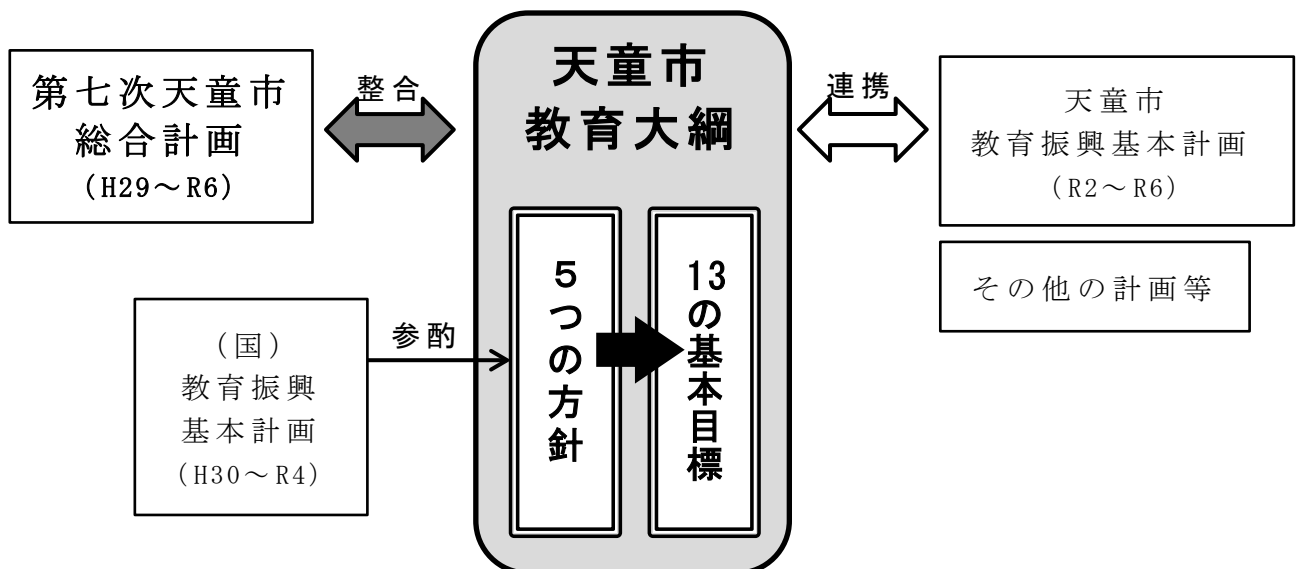 第七次天童市
総合計画
(H29～R6)
整合
天童市
教育大綱
連携
天童市
教育振興基本計画
(R2～R6)
その他の計画等
(国)
教育振興
基本計画
(H30～R4)
参酌
5つの方針
13の基本目標